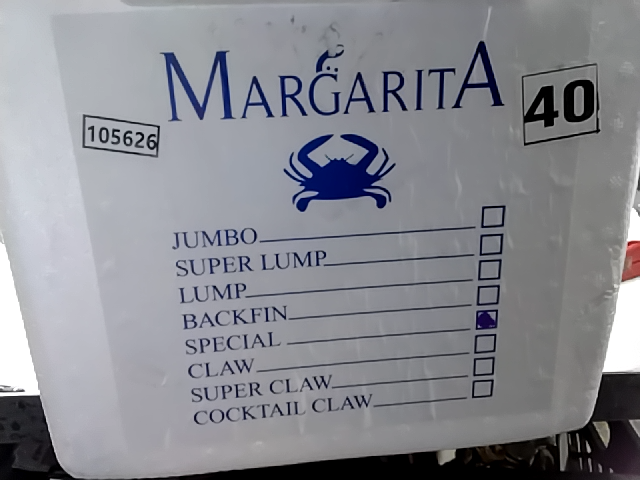 MARGARITA
40
105626
JUMBO
SUPER LUMP
LUMP
BACKFIN
SPECIAL
CLAW
SUPER CLAW
COCKTAIL CLAW